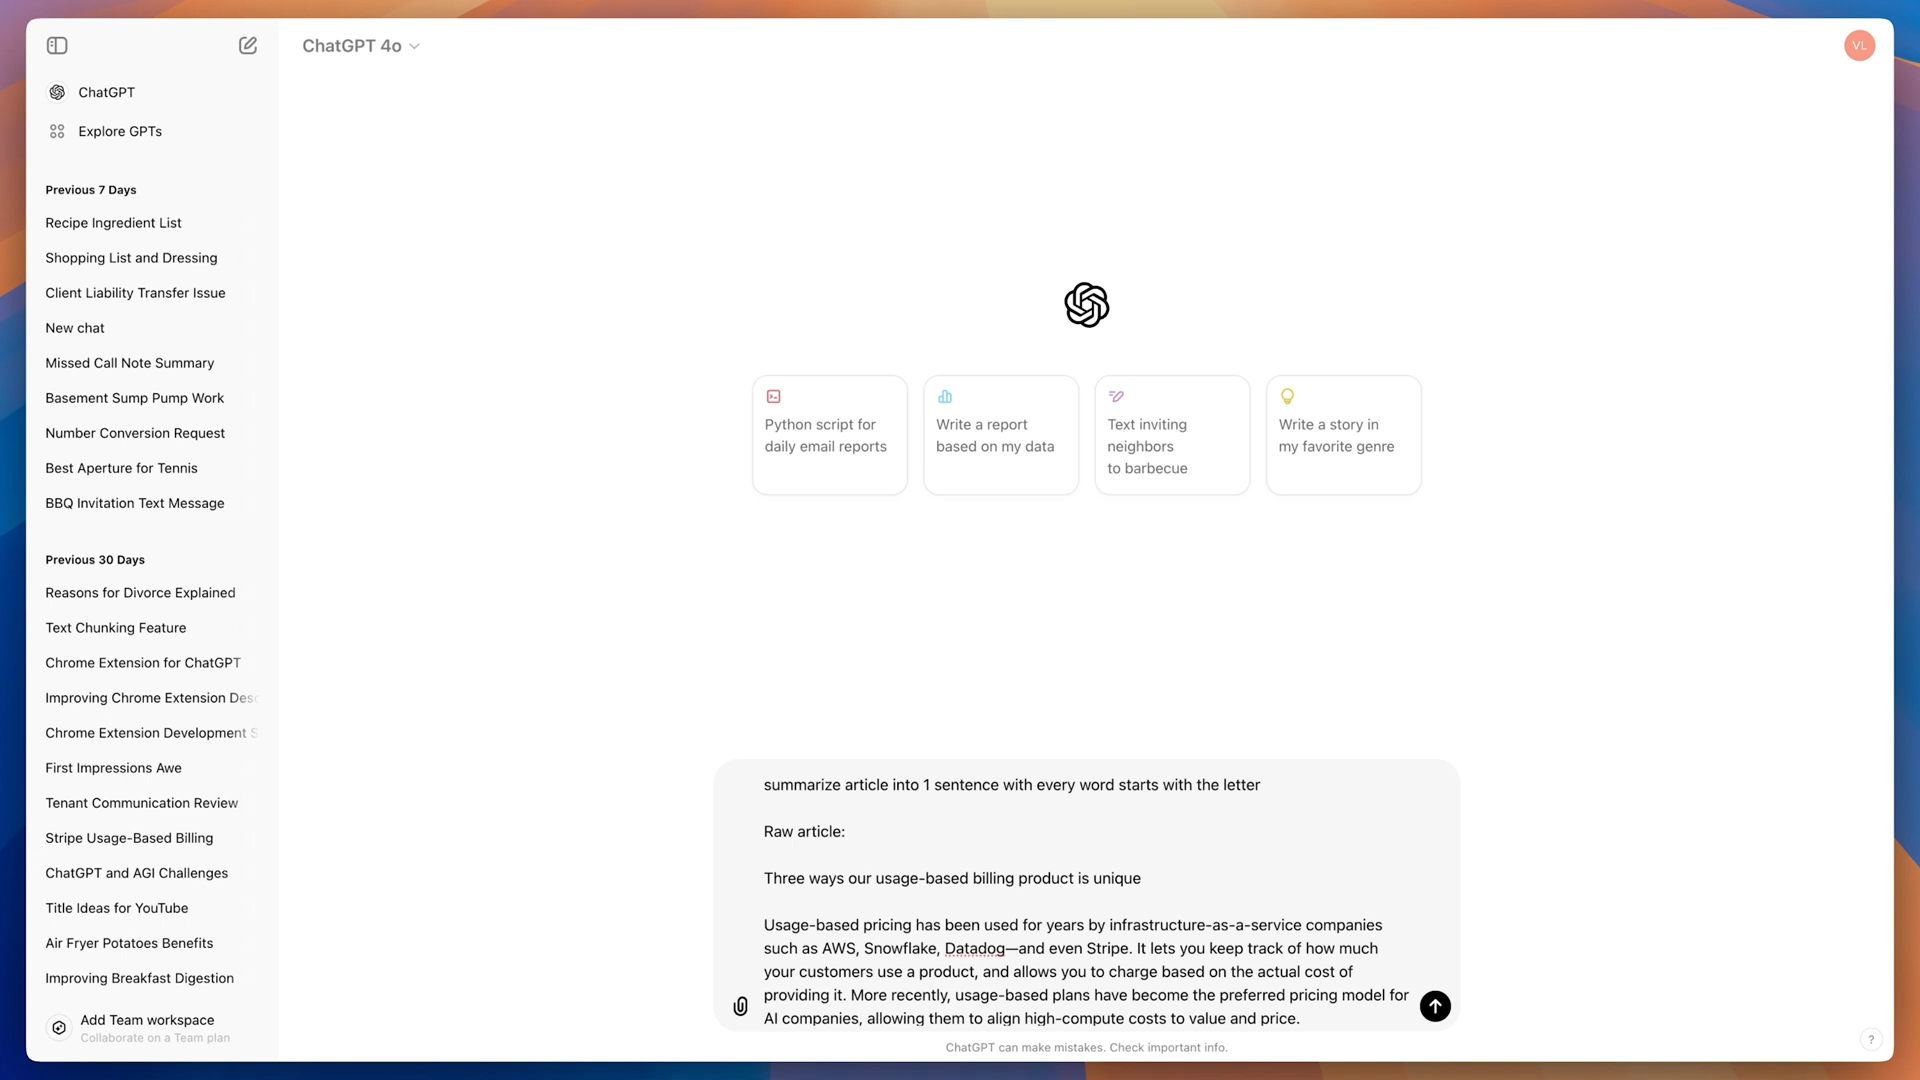 ChatGPT 4o
VL
ChatGPT
Explore GPTs
Previous 7 Days
Recipe Ingredient List
Shopping List and Dressing
Client Liability Transfer Issue
New chat
Missed Call Note Summary
Basement Sump Pump Work
Number Conversion Request
Best Aperture for Tennis
BBQ Invitation Text Message
Previous 30 Days
Reasons for Divorce Explained
Text Chunking Feature
Chrome Extension for ChatGPT
Improving Chrome Extension Desc
Chrome Extension Development S
First Impressions Awe
Tenant Communication Review
Stripe Usage-Based Billing
ChatGPT and AGI Challenges
Title Ideas for YouTube
Air Fryer Potatoes Benefits
Improving Breakfast Digestion
Add Team workspace
Collaborate on a Team plan
Python script for
daily email reports
Write a report
based on my data
Text inviting
neighbors
to barbecue
Write a story in
my favorite genre
summarize article into 1 sentence with every word starts with the letter
Raw article:
Three ways our usage-based billing product is unique
Usage-based pricing has been used for years by infrastructure-as-a-service companies
such as AWS, Snowflake, Datadog—and even Stripe. It lets you keep track of how much
your customers use a product, and allows you to charge based on the actual cost of
providing it. More recently, usage-based plans have become the preferred pricing model for
AI companies, allowing them to align high-compute costs to value and price.
ChatGPT can make mistakes. Check important info.
?